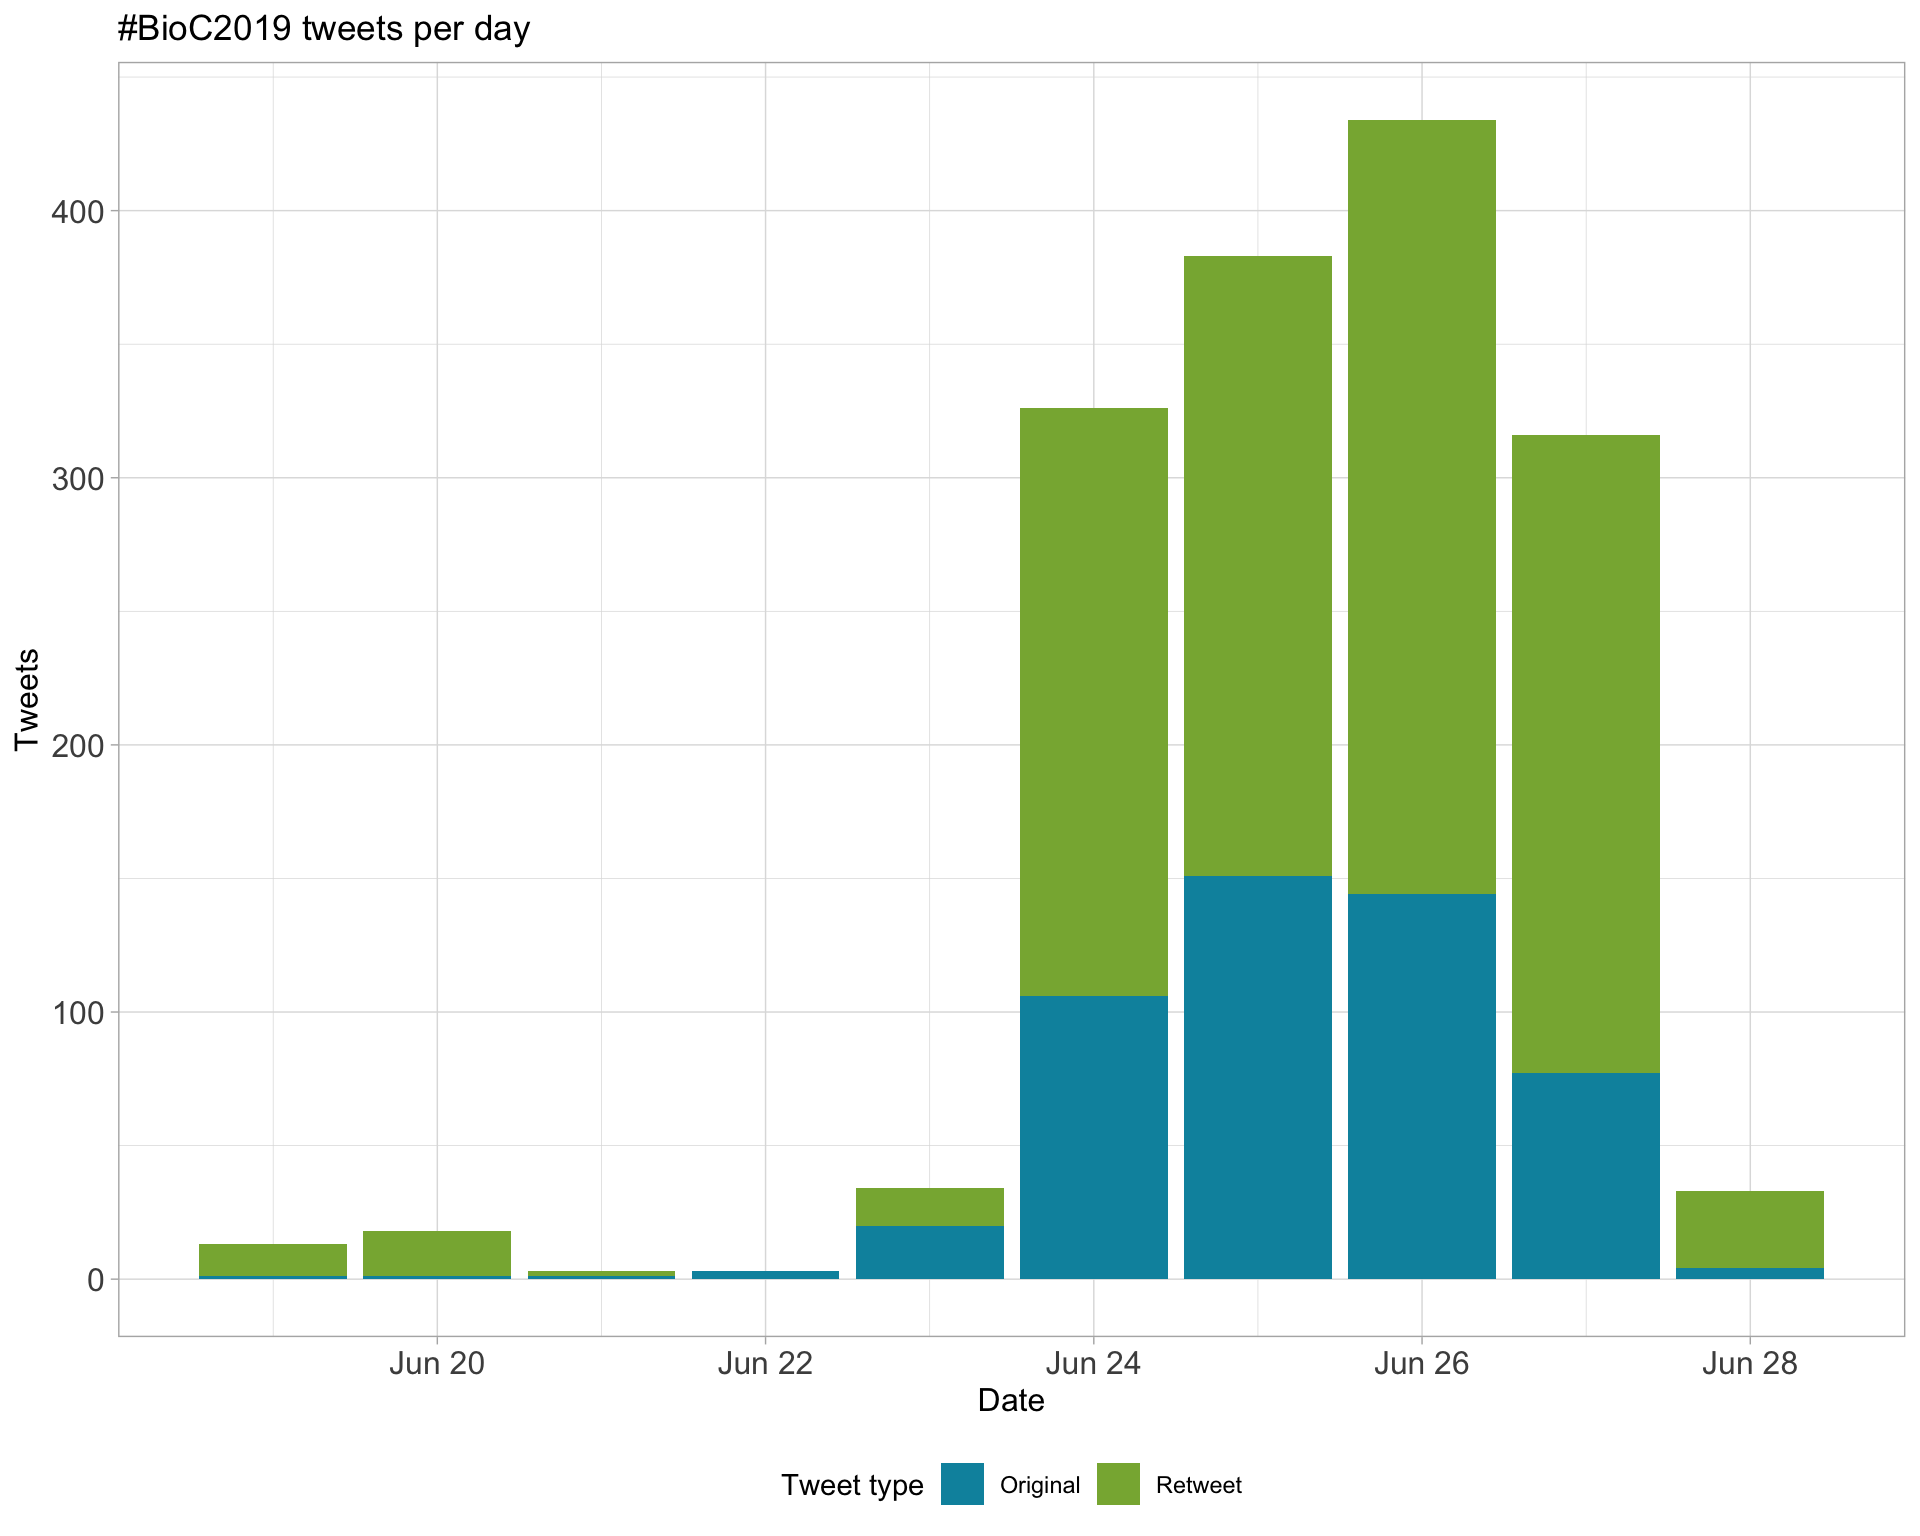 #BioC2019 tweets per day
Tweets
400
300
200
100
0
Jun 20 Jun 22 Jun 24 Jun 26 Jun 28
Date
Tweet type Original Retweet